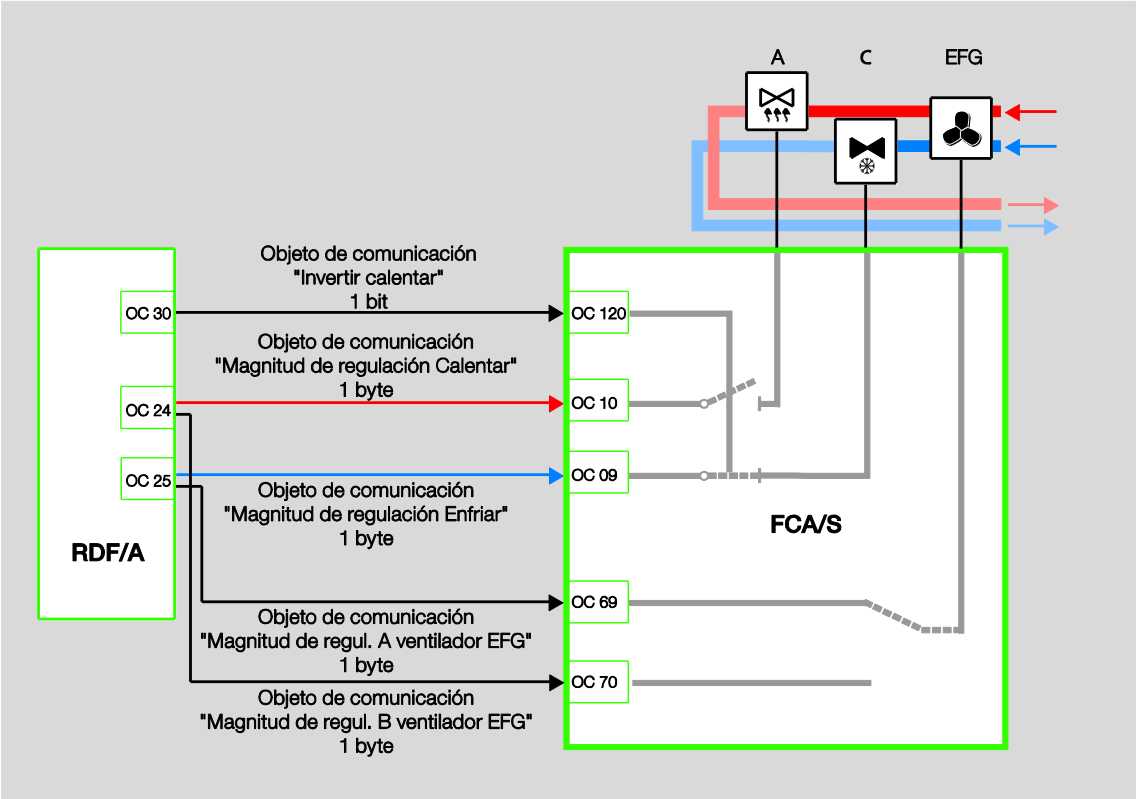 A
C
EFG
Objeto de comunicación
"Invertir calentar"
1 bit
OC 30
OC 120
Objeto de comunicación
"Magnitud de regulación Calentar"
1 byte
OC 24
OC 10
OC 25
OC 09
Objeto de comunicación
"Magnitud de regulación Enfriar"
1 byte
RDF/A
FCA/S
OC 69
Objeto de comunicación
"Magnitud de regul. A ventilador EFG"
1 byte
OC 70
Objeto de comunicación
"Magnitud de regul. B ventilador EFG"
1 byte